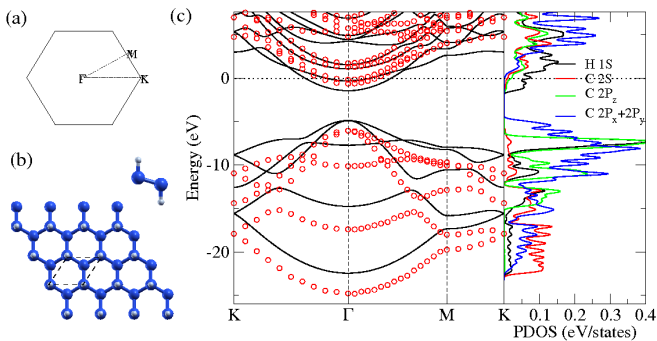 (a)
M
Γ
K
(b)
(c)
Energy (eV)
0
-10
-20
K
Γ
M
K
H 1S
C 2S
C 2P_z
C 2P_x+2P_y
0.1
0.2
0.3
0.4
PDOS (eV/states)